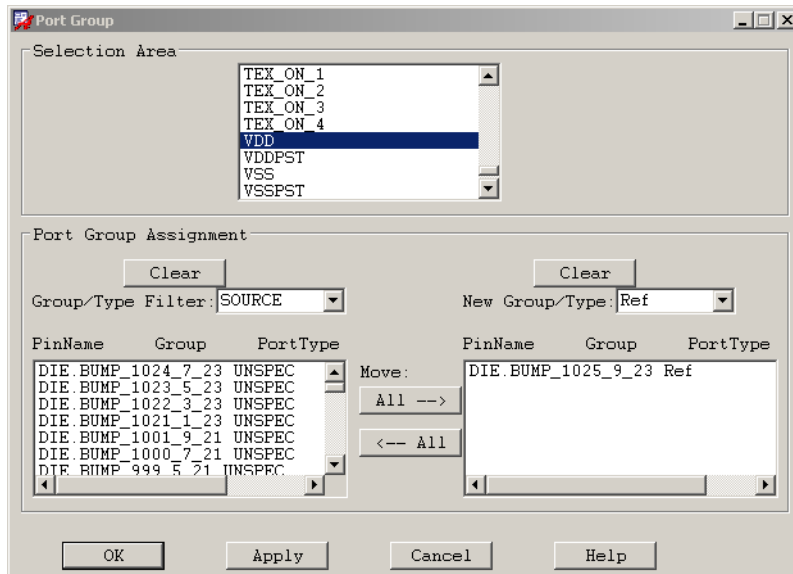 Port Group
Selection Area
TEX_ON_1
TEX_ON_2
TEX_ON_3
TEX_ON_4
VDD
VDDPST
VSS
VSSPST
Port Group Assignment
Clear
Group/Type Filter: SOURCE
PinName Group PortType
DIE.BUMP_1024_7_23 UNSPEC
DIE.BUMP_1023_5_23 UNSPEC
DIE.BUMP_1022_3_23 UNSPEC
DIE.BUMP_1021_1_23 UNSPEC
DIE.BUMP_1001_9_21 UNSPEC
DIE.BUMP_1000_7_21 UNSPEC
DIE.BUMP_999_5_21 UNSPEC
Move:
All -->
<-- All
Clear
New Group/Type: Ref
PinName Group PortType
DIE.BUMP_1025_9_23 Ref
OK Apply Cancel Help